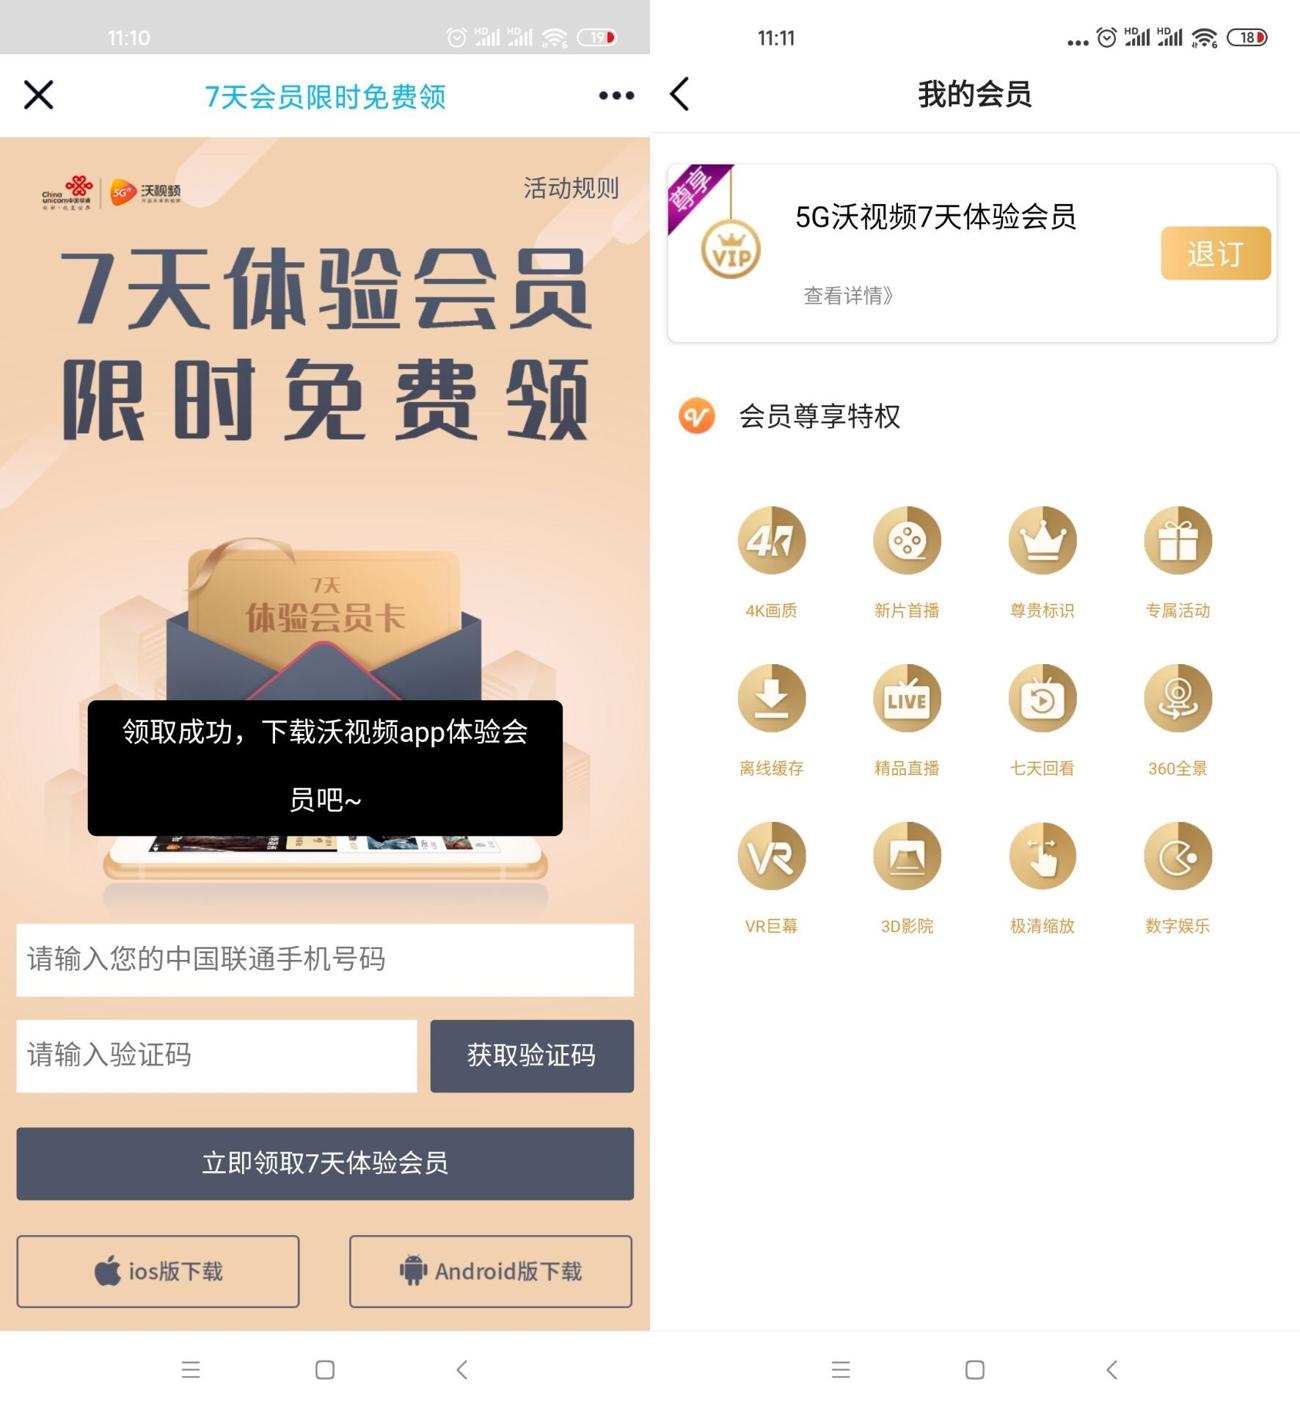 11:10
19
7天会员限时免费领
China
unicom中国联通
5Gⁿ 沃视频
活动规则
7天体验会员
限时免费领
7天
体验会员卡
领取成功，下载沃视频app体验会
员吧~
请输入您的中国联通手机号码
请输入验证码
获取验证码
立即领取7天体验会员
ios版下载
Android版下载
11:11
18
我的会员
尊享
VIP
5G沃视频7天体验会员
退订
查看详情》
会员尊享特权
4K
4K画质
新片首播
尊贵标识
专属活动
LIVE
离线缓存
精品直播
七天回看
360全景
VR
VR巨幕
3D影院
极清缩放
数字娱乐